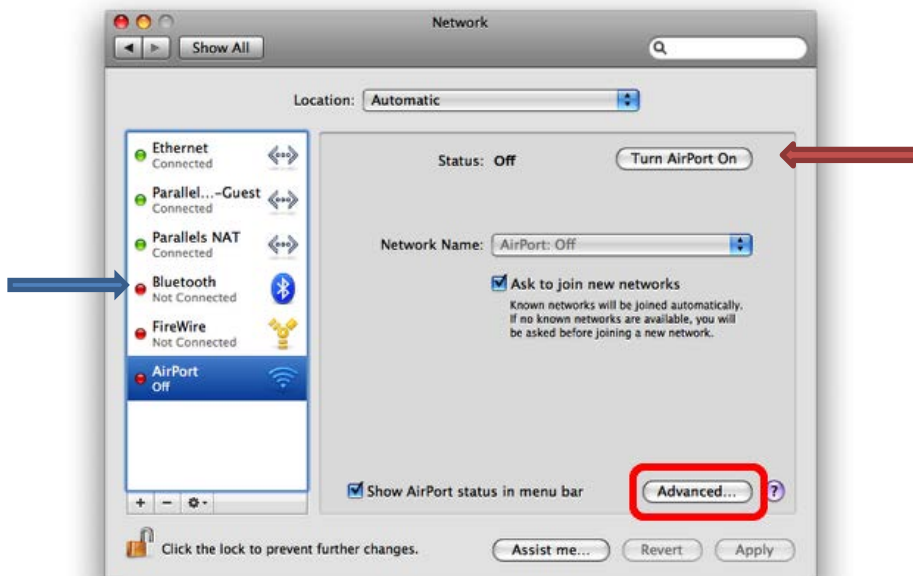 Network
Show All
Location: Automatic
Ethernet
Connected
Parallel...-Guest
Connected
Parallels NAT
Connected
Bluetooth
Not Connected
FireWire
Not Connected
AirPort
Off
Status: Off
Turn AirPort On
Network Name: AirPort: Off
Ask to join new networks
Known networks will be joined automatically.
If no known networks are available, you will
be asked before joining a new network.
Show AirPort status in menu bar
Advanced...
?
Click the lock to prevent further changes.
Assist me...
Revert
Apply